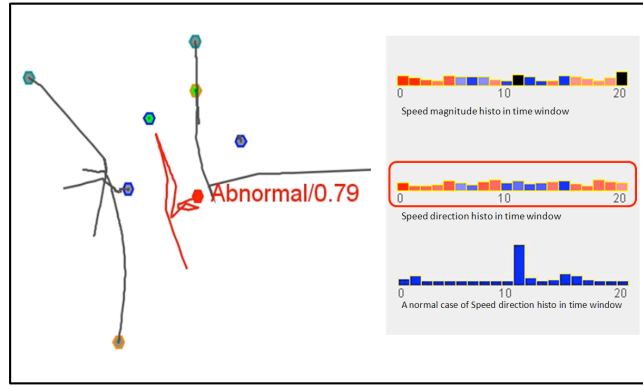 Abnormal/0.79
0 10 20
Speed magnitude histo in time window
0 10 20
Speed direction histo in time window
0 10 20
A normal case of Speed direction histo in time window